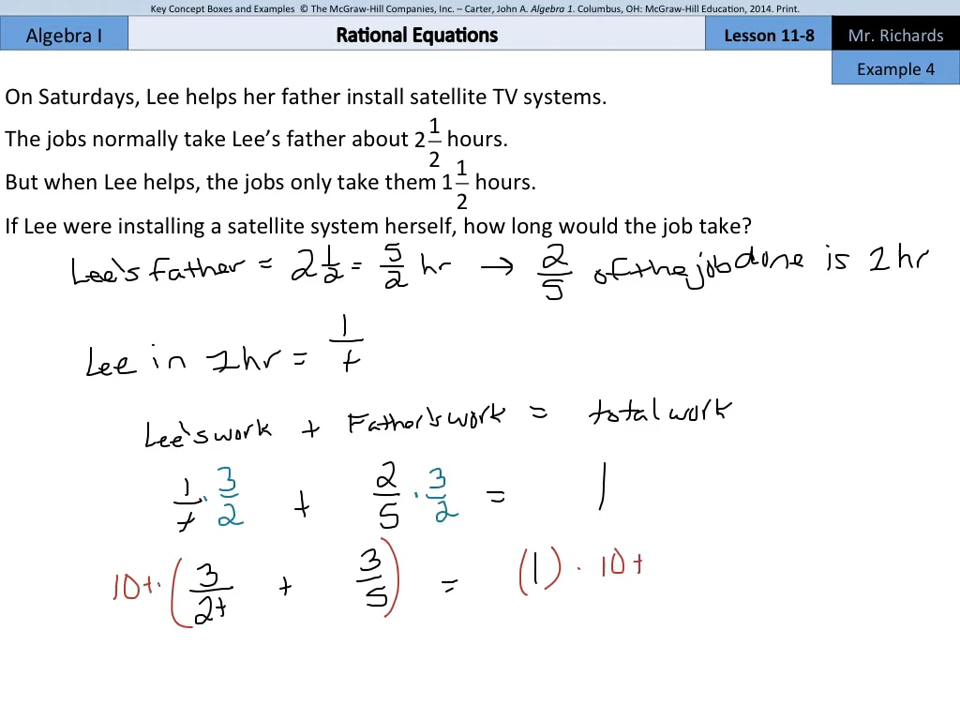 Key Concept Boxes and Examples © The McGraw-Hill Companies, Inc. – Carter, John A. Algebra 1. Columbus, OH: McGraw-Hill Education, 2014. Print.
Algebra I
Rational Equations
Lesson 11-8
Mr. Richards
Example 4
On Saturdays, Lee helps her father install satellite TV systems.
The jobs normally take Lee's father about 2 1/2 hours.
But when Lee helps, the jobs only take them 1 1/2 hours.
If Lee were installing a satellite system herself, how long would the job take?
Lee's father = 2 1/2 = 5/2 hr → 2/5 of the job done is 1 hr
Lee in 1 hr = 1/t
Lee's work + Father's work = total work
1/t · 3/2 + 2/5 · 3/2 = 1
10t · (3/2t + 3/5) = (1) · 10t